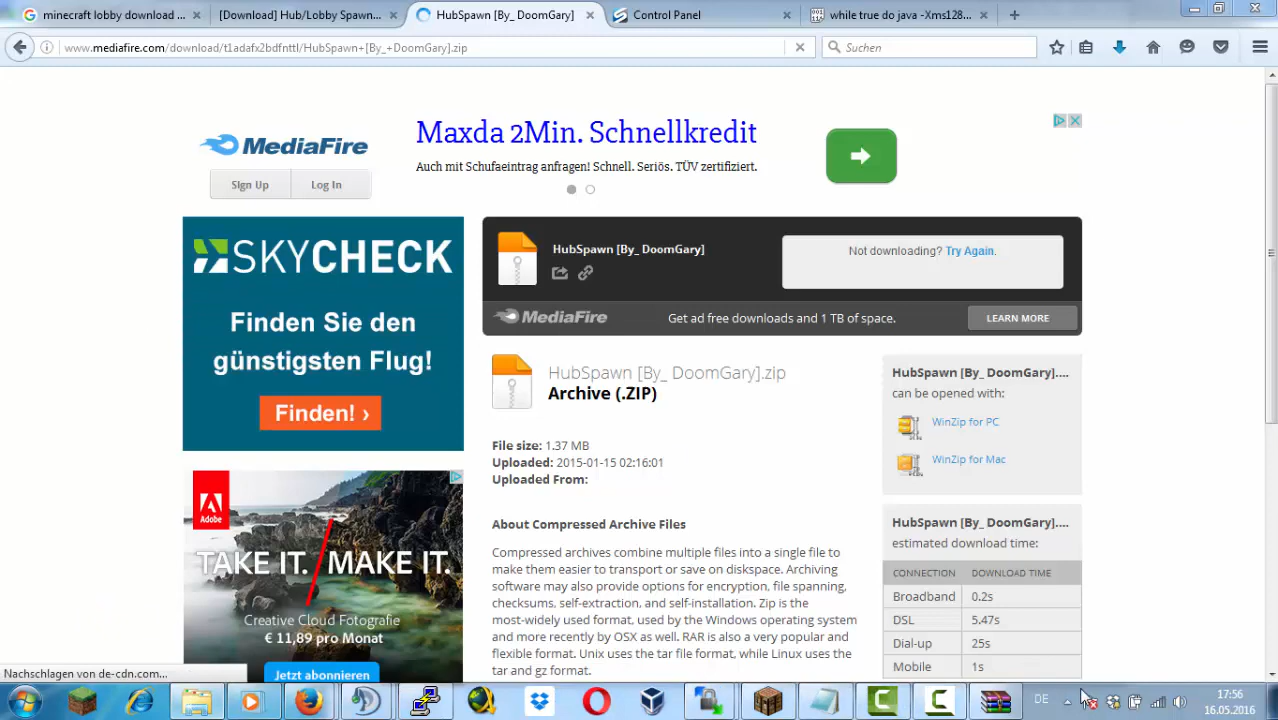 minecraft lobby download ...
[Download] Hub/Lobby Spawn...
HubSpawn [By_ DoomGary]
Control Panel
while true do java -Xms128...
www.mediafire.com/download/t1adafx2bdfnttl/HubSpawn+[By_+DoomGary].zip
Suchen
MediaFire
Sign Up
Log In
Maxda 2Min. Schnellkredit
Auch mit Schufaeintrag anfragen! Schnell. Seriös. TÜV zertifiziert.
SKYCHECK
Finden Sie den
günstigsten Flug!
Finden! ›
HubSpawn [By_ DoomGary]
Not downloading? Try Again.
MediaFire
Get ad free downloads and 1 TB of space.
LEARN MORE
HubSpawn [By_ DoomGary].zip
Archive (.ZIP)
File size: 1.37 MB
Uploaded: 2015-01-15 02:16:01
Uploaded From:
About Compressed Archive Files
Compressed archives combine multiple files into a single file to
make them easier to transport or save on diskspace. Archiving
software may also provide options for encryption, file spanning,
checksums, self-extraction, and self-installation. Zip is the
most-widely used format, used by the Windows operating system
and more recently by OSX as well. RAR is also a very popular and
flexible format. Unix uses the tar file format, while Linux uses the
tar and gz format.
HubSpawn [By_ DoomGary]....
can be opened with:
WinZip for PC
WinZip for Mac
HubSpawn [By_ DoomGary]....
estimated download time:
CONNECTION DOWNLOAD TIME
Broadband 0.2s
DSL 5.47s
Dial-up 25s
Mobile 1s
Adobe
TAKE IT. / MAKE IT.
Creative Cloud Fotografie
€ 11,89 pro Monat
Jetzt abonnieren
Nachschlagen von de-cdn.com...
DE
17:56
16.05.2016